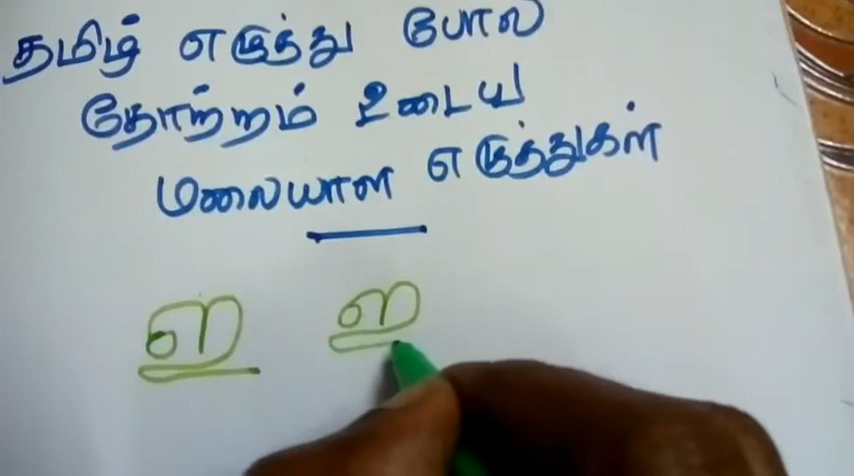 தமிழ் எழுத்து போல
தோற்றம் உடைய
மலையாள எழுத்துகள்
ஹ ஹ